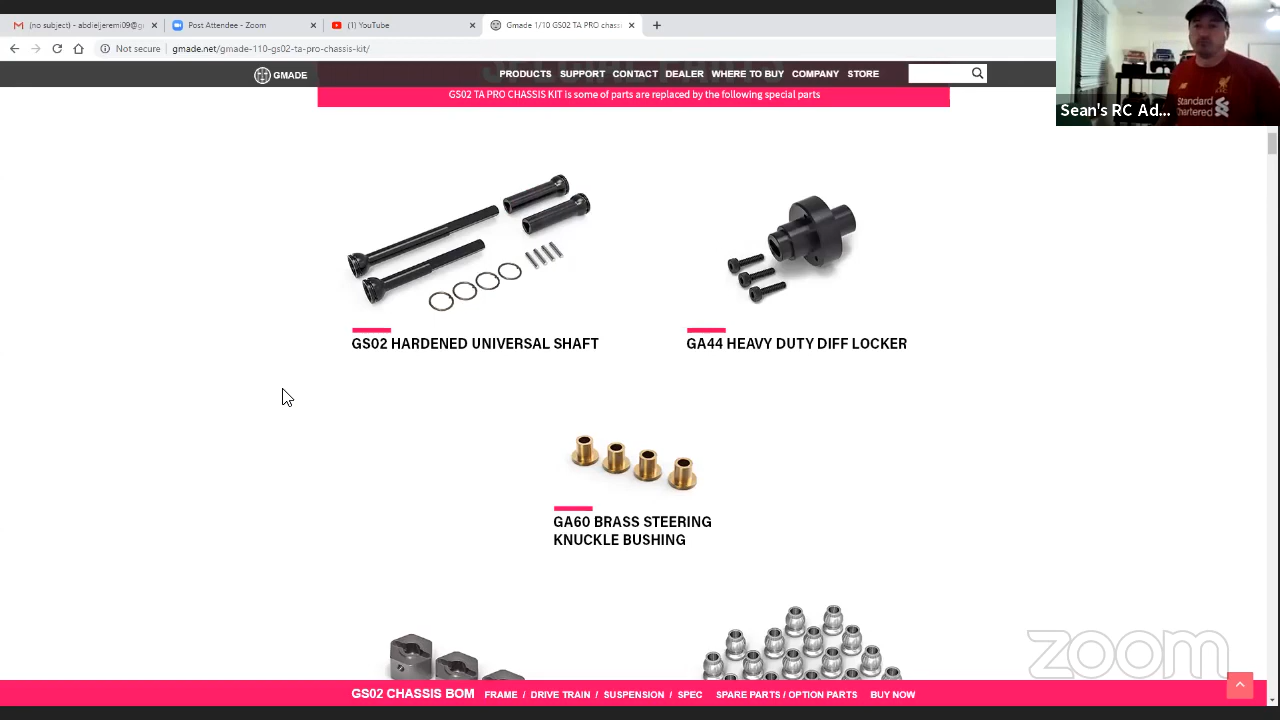 (no subject) - abdeljeremi09@g
Post Attendee - Zoom
(1) YouTube
Gmade 1/10 GS02 TA PRO chass
Not secure
gmade.net/gmade-110-gs02-ta-pro-chassis-kit/
GMADE
PRODUCTS SUPPORT CONTACT DEALER WHERE TO BUY COMPANY STORE
GS02 TA PRO CHASSIS KIT is some of parts are replaced by the following special parts
Standard
Chartered
Sean's RC Ad...
GS02 HARDENED UNIVERSAL SHAFT
GA44 HEAVY DUTY DIFF LOCKER
GA60 BRASS STEERING
KNUCKLE BUSHING
zoom
GS02 CHASSIS BOM FRAME / DRIVE TRAIN / SUSPENSION / SPEC SPARE PARTS / OPTION PARTS BUY NOW